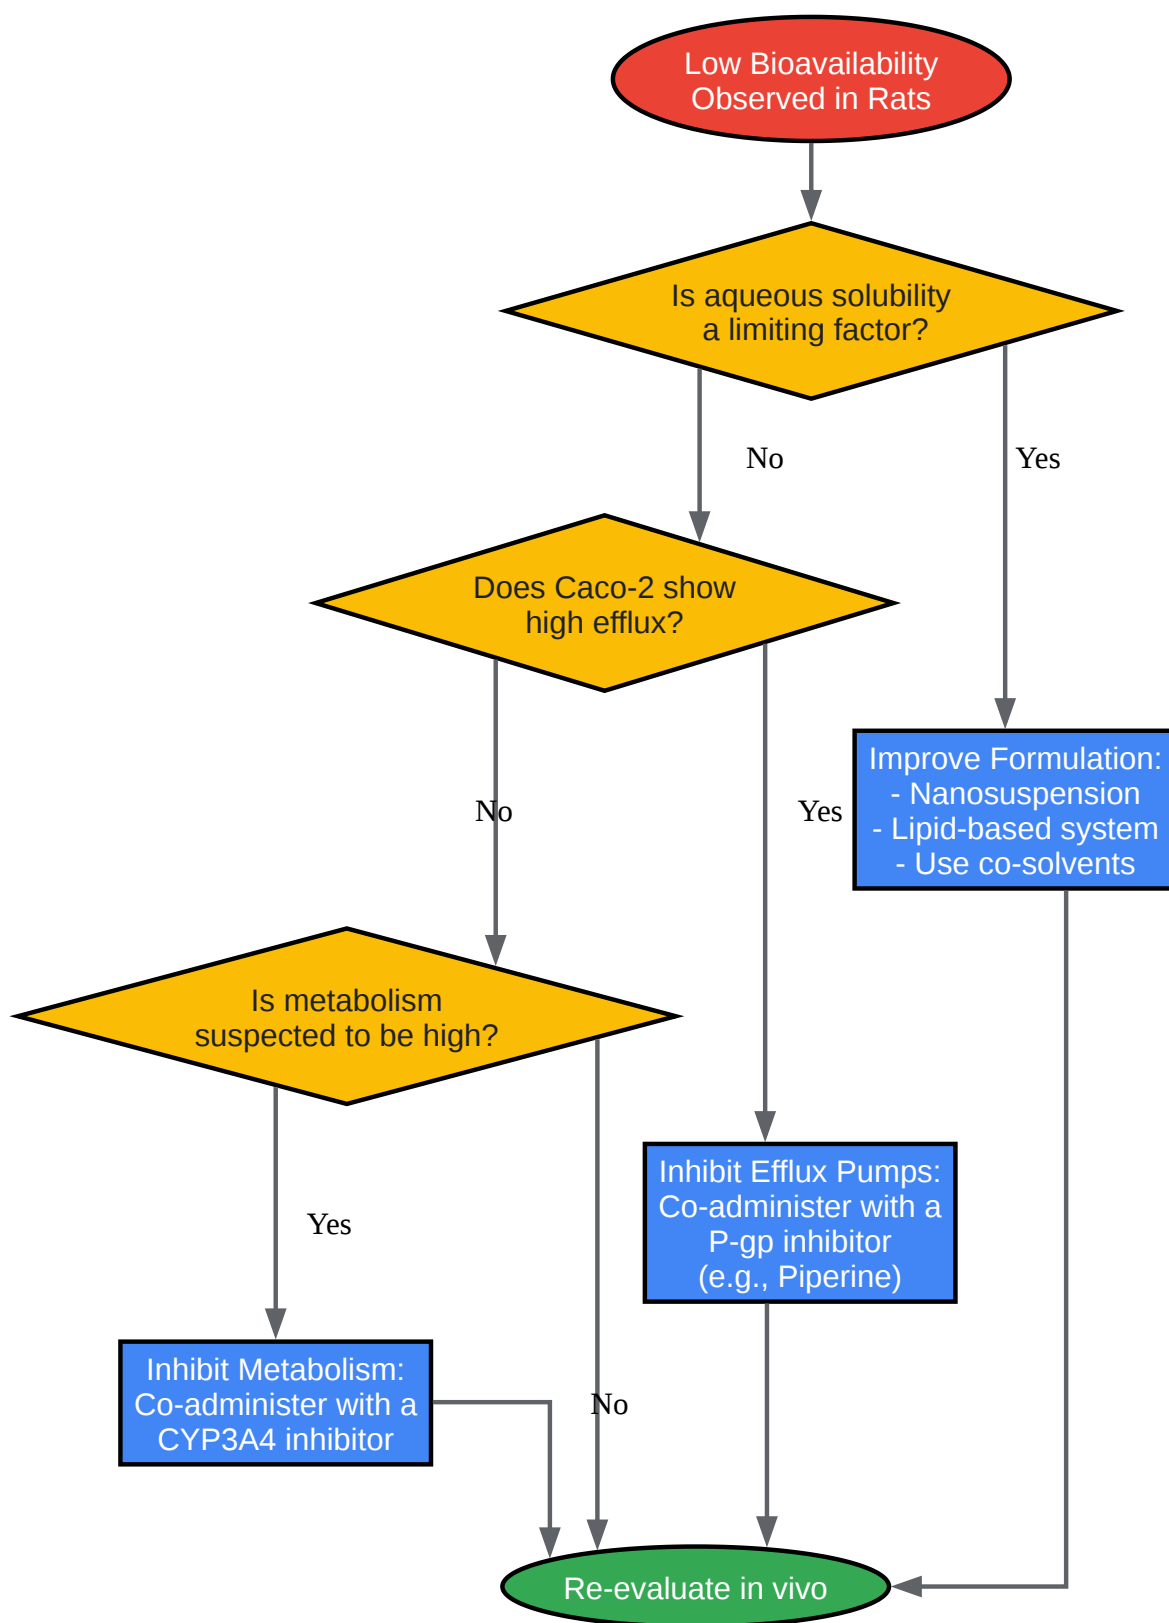 Low Bioavailability
Observed in Rats
Is aqueous solubility
a limiting factor?
No
Yes
Does Caco-2 show
high efflux?
Improve Formulation:
- Nanosuspension
- Lipid-based system
- Use co-solvents
No
Yes
Is metabolism
suspected to be high?
Inhibit Efflux Pumps:
Co-administer with a
P-gp inhibitor
(e.g., Piperine)
Yes
Inhibit Metabolism:
Co-administer with a
CYP3A4 inhibitor
No
Re-evaluate in vivo